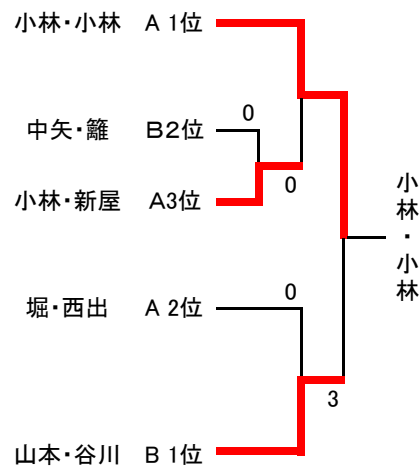 小林・小林 A 1位
0
中矢・籬 B2位
0
小林・新屋 A3位
小林・小林
0
堀・西出 A 2位
3
山本・谷川 B 1位